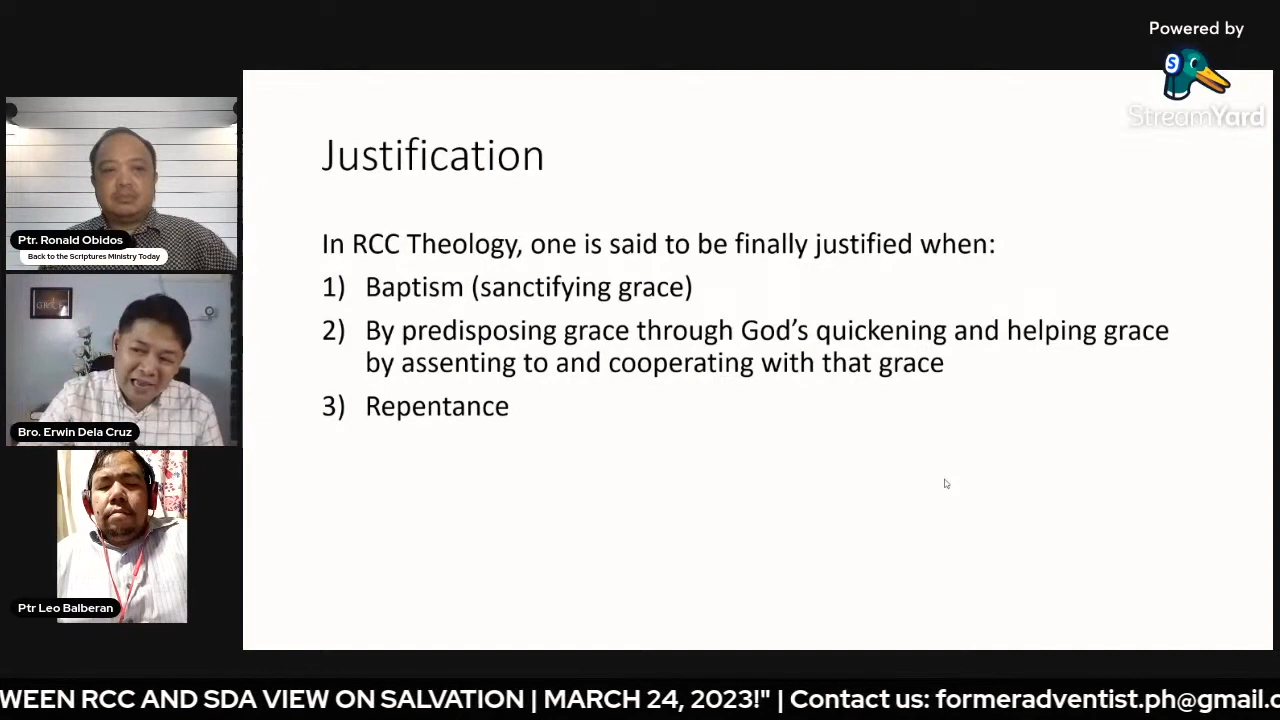 Powered by
S
StreamYard
Ptr. Ronald Obidos
Back to the Scriptures Ministry Today
Bro. Erwin Dela Cruz
Ptr Leo Balberan
Justification
In RCC Theology, one is said to be finally justified when:
1) Baptism (sanctifying grace)
2) By predisposing grace through God's quickening and helping grace
by assenting to and cooperating with that grace
3) Repentance
WEEN RCC AND SDA VIEW ON SALVATION | MARCH 24, 2023!" | Contact us: formeradventist.ph@gmail.c